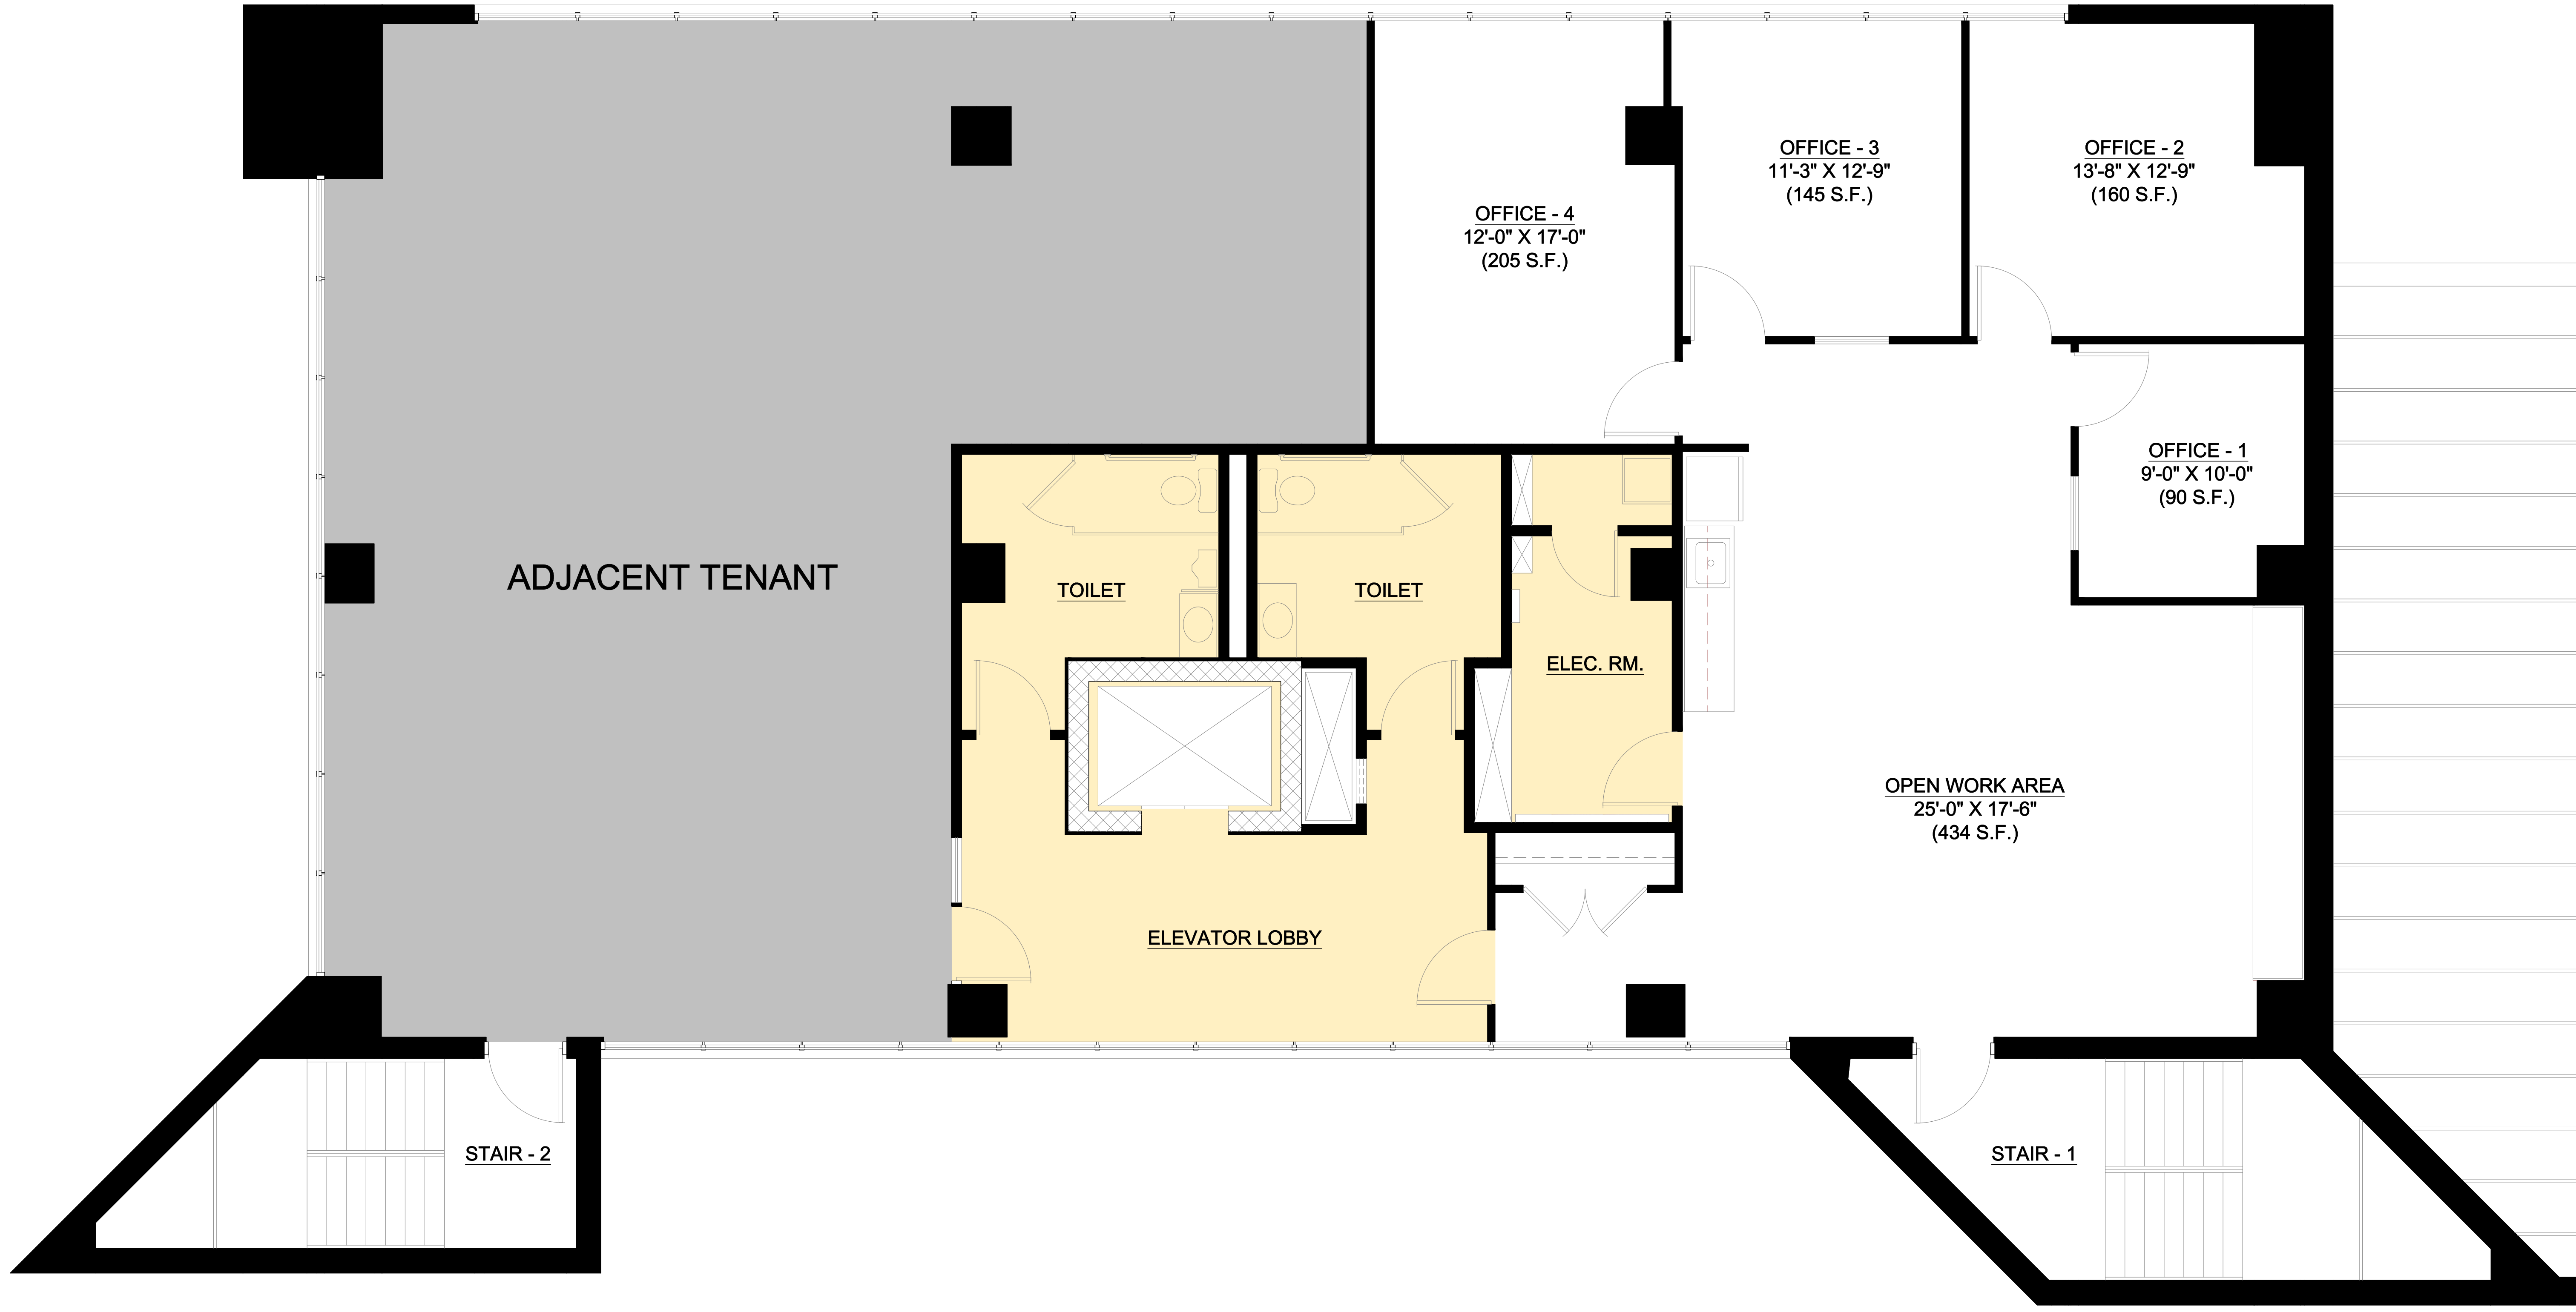 OFFICE - 3
11'-3" X 12'-9"
(145 S.F.)
OFFICE - 2
13'-8" X 12'-9"
(160 S.F.)
OFFICE - 4
12'-0" X 17'-0"
(205 S.F.)
OFFICE - 1
9'-0" X 10'-0"
(90 S.F.)
ADJACENT TENANT
TOILET
TOILET
ELEC. RM.
OPEN WORK AREA
25'-0" X 17'-6"
(434 S.F.)
ELEVATOR LOBBY
STAIR - 2
STAIR - 1